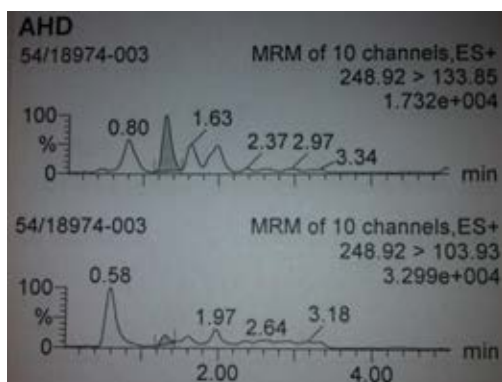 AHD
54/18974-003
MRM of 10 channels,ES+
248.92 > 133.85
1.732e+004
100
%
0
0.80
1.63
2.37
2.97
3.34
min
54/18974-003
MRM of 10 channels,ES+
248.92 > 103.93
3.299e+004
100
%
0
0.58
1.97
2.64
3.18
min
2.00
4.00